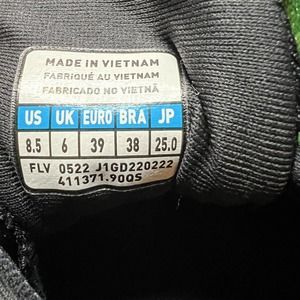 MADE IN VIETNAM
FABRIQUÉ AU VIETNAM
FABRICADO NO VIETNÃ
US UK EURO BRA JP
8.5 6 39 38 25.0
FLV 0522 J1GD220222
411371.90QS